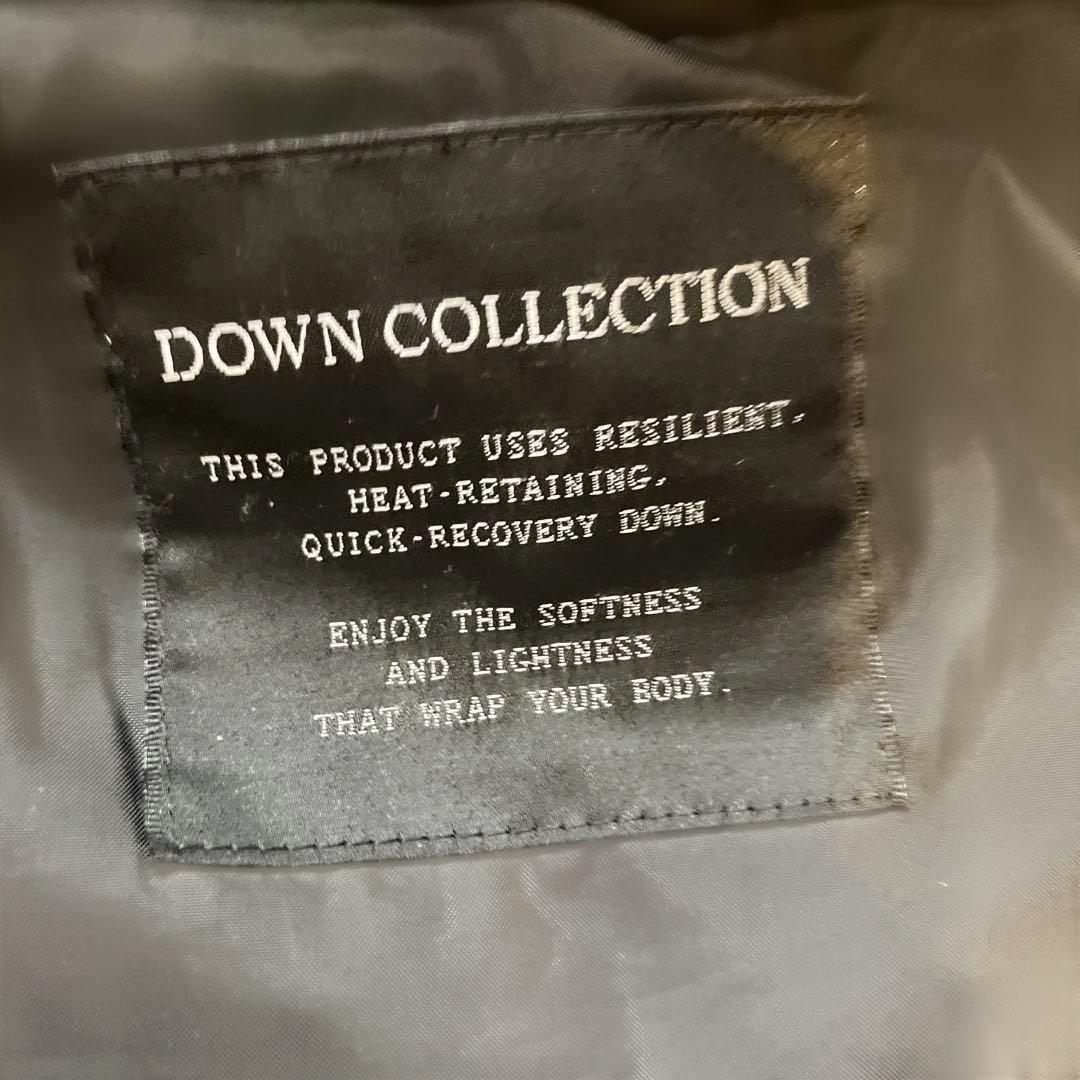 DOWN COLLECTION
THIS PRODUCT USES RESILIENT,
HEAT-RETAINING,
QUICK-RECOVERY DOWN.
ENJOY THE SOFTNESS
AND LIGHTNESS
THAT WRAP YOUR BODY.